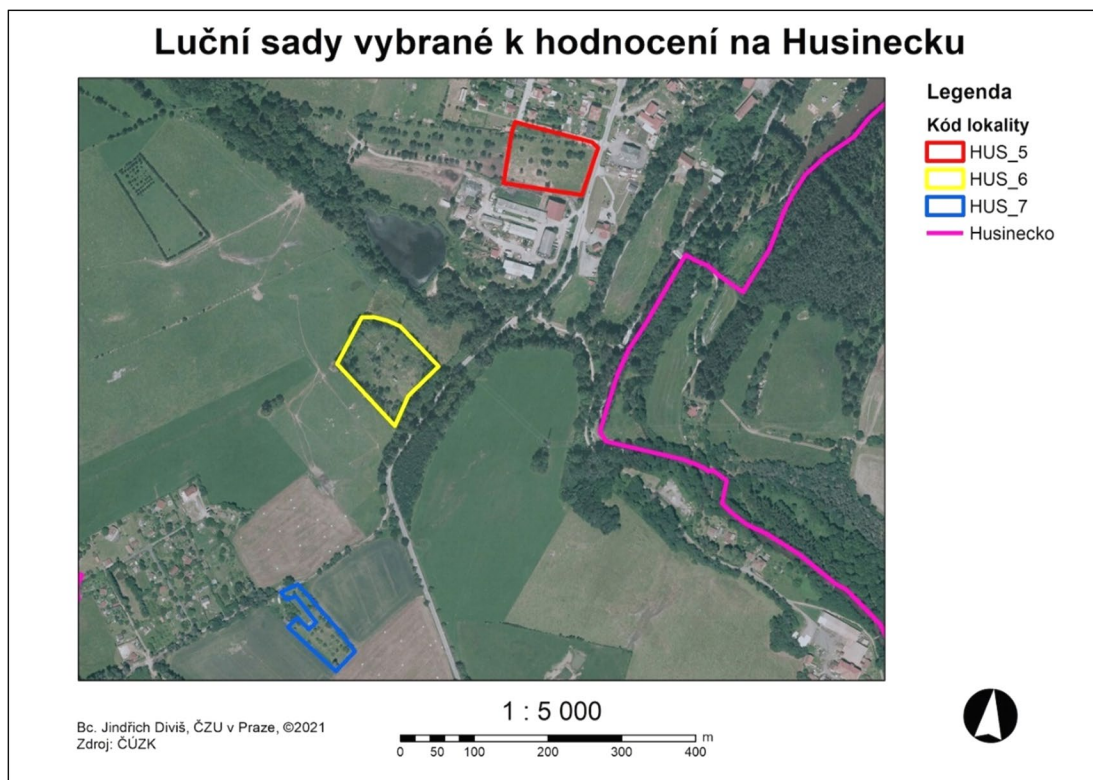 Luční sady vybrané k hodnocení na Husinecku
Legenda
Kód lokality
HUS_5
HUS_6
HUS_7
Husinecko
1 : 5 000
Bc. Jindřich Diviš, ČZU v Praze, ©2021
Zdroj: ČÚZK
0 50 100 200 300 400 m